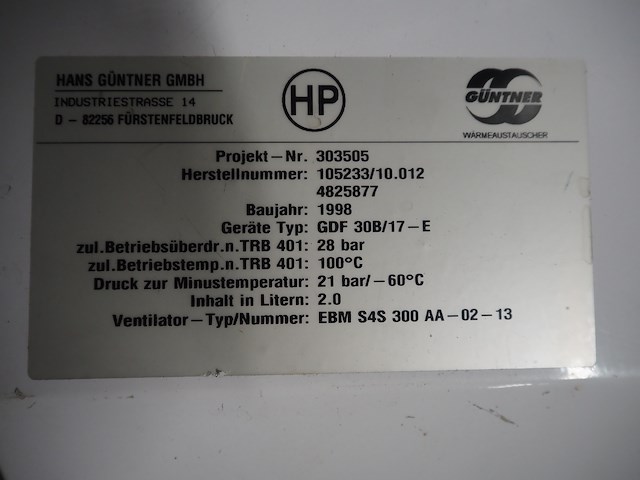 HANS GÜNTNER GMBH
INDUSTRIESTRASSE 14
D - 82256 FÜRSTENFELDBRUCK
HP
GÜNTNER
WÄRMEAUSTAUSCHER
Projekt-Nr. 303505
Herstellnummer: 105233/10.012
4825877
Baujahr: 1998
Geräte Typ: GDF 30B/17-E
zul.Betriebsüberdr.n.TRB 401: 28 bar
zul.Betriebstemp.n.TRB 401: 100°C
Druck zur Minustemperatur: 21 bar/-60°C
Inhalt in Litern: 2.0
Ventilator-Typ/Nummer: EBM S4S 300 AA-02-13